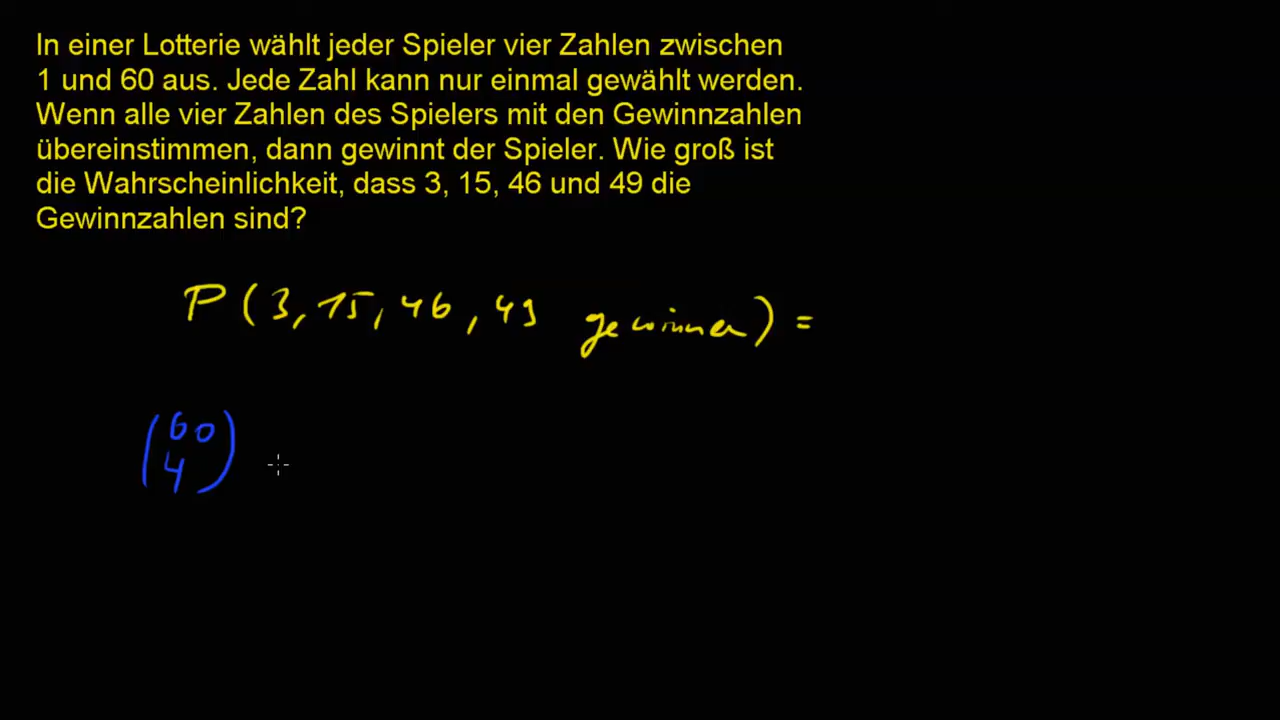 In einer Lotterie wählt jeder Spieler vier Zahlen zwischen
1 und 60 aus. Jede Zahl kann nur einmal gewählt werden.
Wenn alle vier Zahlen des Spielers mit den Gewinnzahlen
übereinstimmen, dann gewinnt der Spieler. Wie groß ist
die Wahrscheinlichkeit, dass 3, 15, 46 und 49 die
Gewinnzahlen sind?
P (3, 15, 46, 49 gewinnen) =
(60
4)